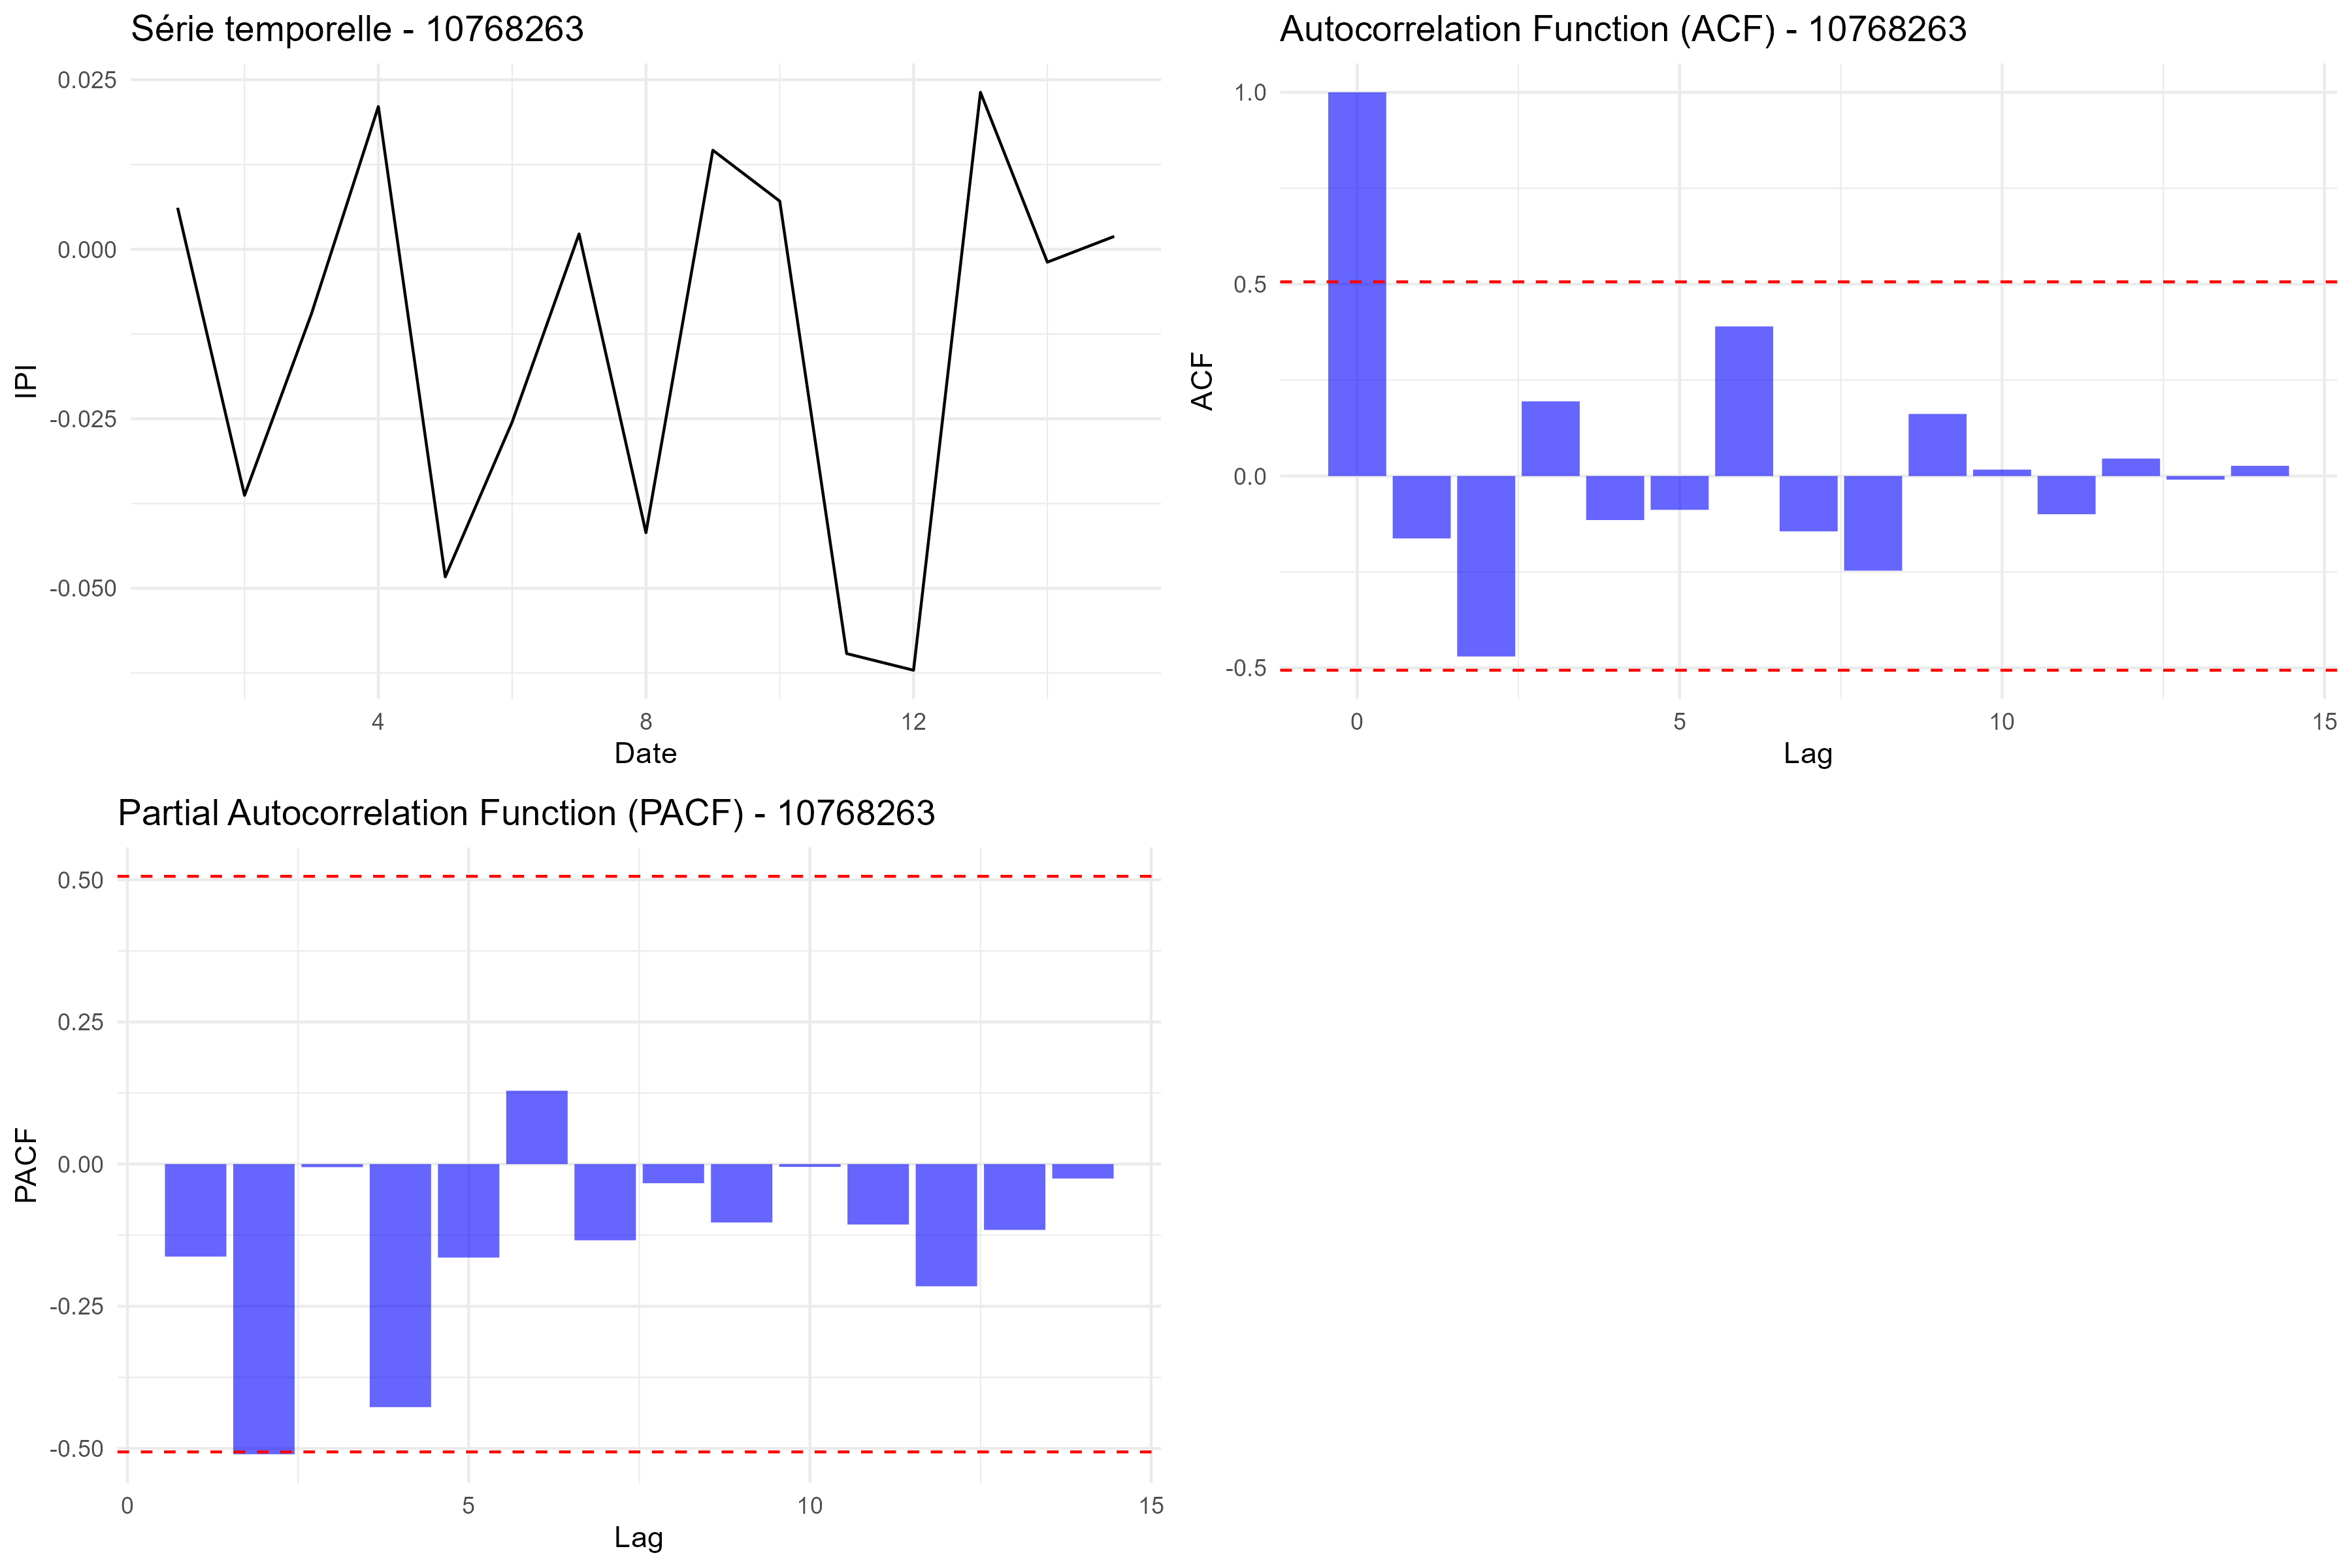 Série temporelle - 10768263
0.025
0.000
-0.025
-0.050
IPI
4
8
12
Date
Autocorrelation Function (ACF) - 10768263
1.0
0.5
0.0
-0.5
ACF
0
5
10
15
Lag
Partial Autocorrelation Function (PACF) - 10768263
0.50
0.25
0.00
-0.25
-0.50
PACF
0
5
10
15
Lag